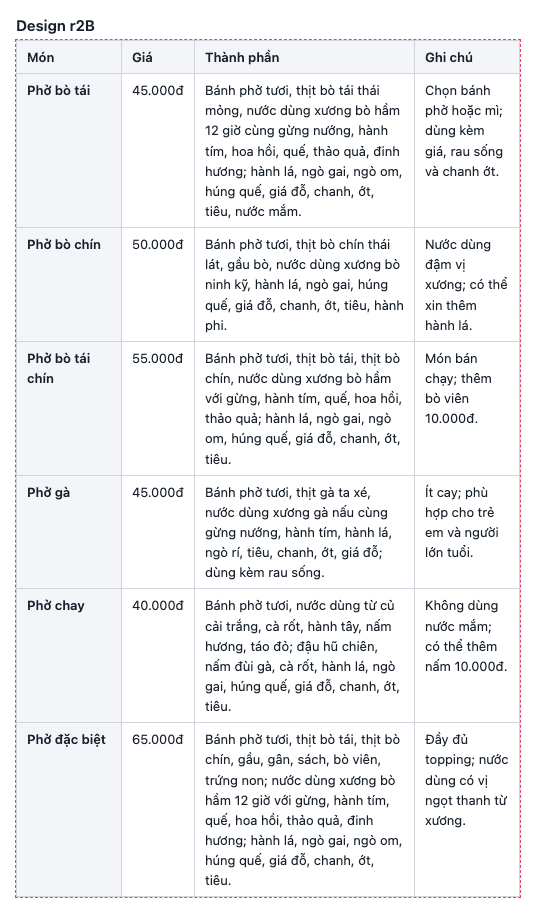 Design r2B
Món
Giá
Thành phần
Ghi chú
Phở bò tái
45.000đ
Bánh phở tươi, thịt bò tái thái
mỏng, nước dùng xương bò hầm
12 giờ cùng gừng nướng, hành
tím, hoa hồi, quế, thảo quả, đinh
hương; hành lá, ngò gai, ngò om,
húng quế, giá đỗ, chanh, ớt,
tiêu, nước mắm.
Chọn bánh
phở hoặc mì;
dùng kèm
giá, rau sống
và chanh ớt.
Phở bò chín
50.000đ
Bánh phở tươi, thịt bò chín thái
lát, gầu bò, nước dùng xương bò
ninh kỹ, hành lá, ngò gai, húng
quế, giá đỗ, chanh, ớt, tiêu, hành
phi.
Nước dùng
đậm vị
xương; có thể
xin thêm
hành lá.
Phở bò tái
chín
55.000đ
Bánh phở tươi, thịt bò tái, thịt bò
chín, nước dùng xương bò hầm
với gừng, hành tím, quế, hoa hồi,
thảo quả; hành lá, ngò gai, ngò
om, húng quế, giá đỗ, chanh, ớt,
tiêu.
Món bán
chạy; thêm
bò viên
10.000đ.
Phở gà
45.000đ
Bánh phở tươi, thịt gà ta xé,
nước dùng xương gà nấu cùng
gừng nướng, hành tím, hành lá,
ngò rí, tiêu, chanh, ớt, giá đỗ;
dùng kèm rau sống.
Ít cay; phù
hợp cho trẻ
em và người
lớn tuổi.
Phở chay
40.000đ
Bánh phở tươi, nước dùng từ củ
cải trắng, cà rốt, hành tây, nấm
hương, táo đỏ; đậu hũ chiên,
nấm đùi gà, cà rốt, hành lá, ngò
gai, húng quế, giá đỗ, chanh, ớt,
tiêu.
Không dùng
nước mắm;
có thể thêm
nấm 10.000đ.
Phở đặc biệt
65.000đ
Bánh phở tươi, thịt bò tái, thịt bò
chín, gầu, gân, sách, bò viên,
trứng non; nước dùng xương bò
hầm 12 giờ với gừng, hành tím,
quế, hoa hồi, thảo quả, đinh
hương; hành lá, ngò gai, ngò om,
húng quế, giá đỗ, chanh, ớt,
tiêu.
Đầy đủ
topping; nước
dùng có vị
ngọt thanh từ
xương.